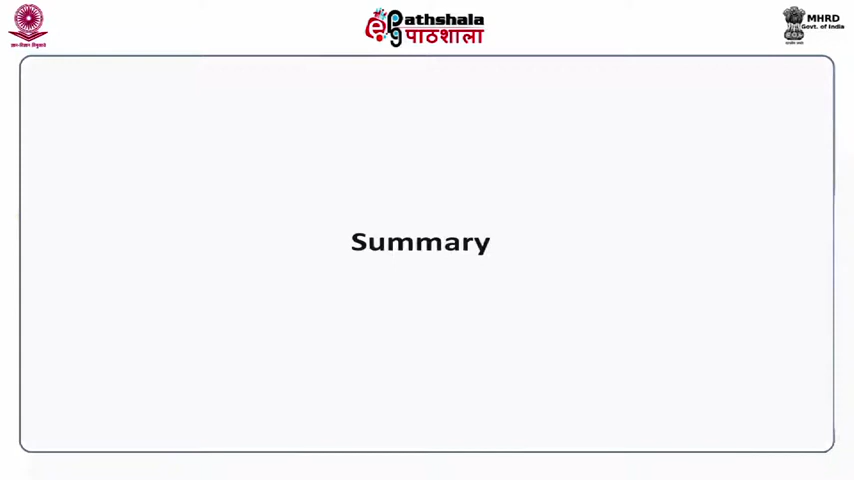 ePathshala
पाठशाला
MHRD
Govt. of India
Summary